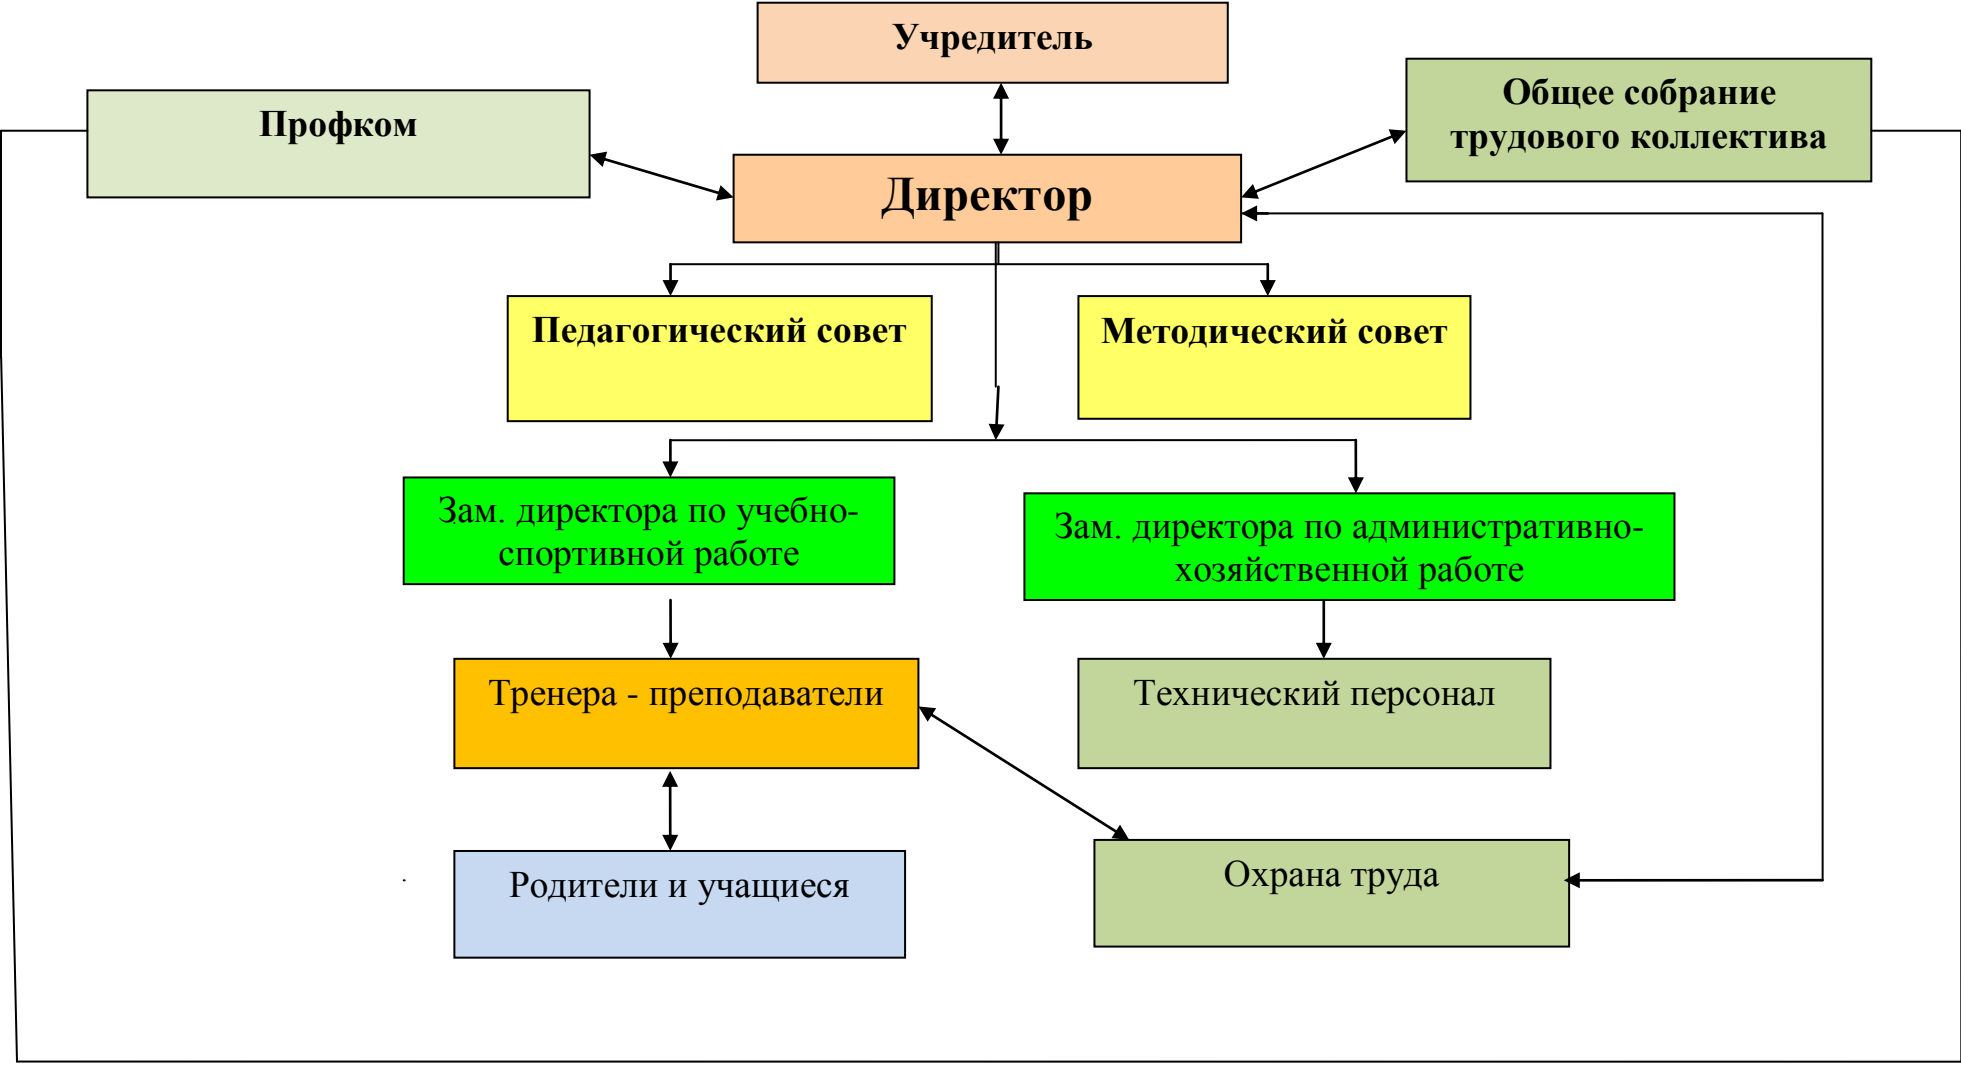 Учредитель
Профком
Общее собрание
трудового коллектива
Директор
Педагогический совет
Методический совет
Зам. директора по учебно-
спортивной работе
Зам. директора по административно-
хозяйственной работе
Тренера - преподаватели
Технический персонал
Родители и учащиеся
Охрана труда